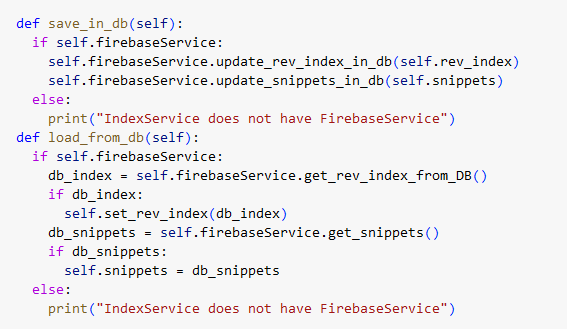 def save_in_db(self):
  if self.firebaseService:
    self.firebaseService.update_rev_index_in_db(self.rev_index)
    self.firebaseService.update_snippets_in_db(self.snippets)
  else:
    print("IndexService does not have FirebaseService")
def load_from_db(self):
  if self.firebaseService:
    db_index = self.firebaseService.get_rev_index_from_DB()
    if db_index:
      self.set_rev_index(db_index)
    db_snippets = self.firebaseService.get_snippets()
    if db_snippets:
      self.snippets = db_snippets
  else:
    print("IndexService does not have FirebaseService")